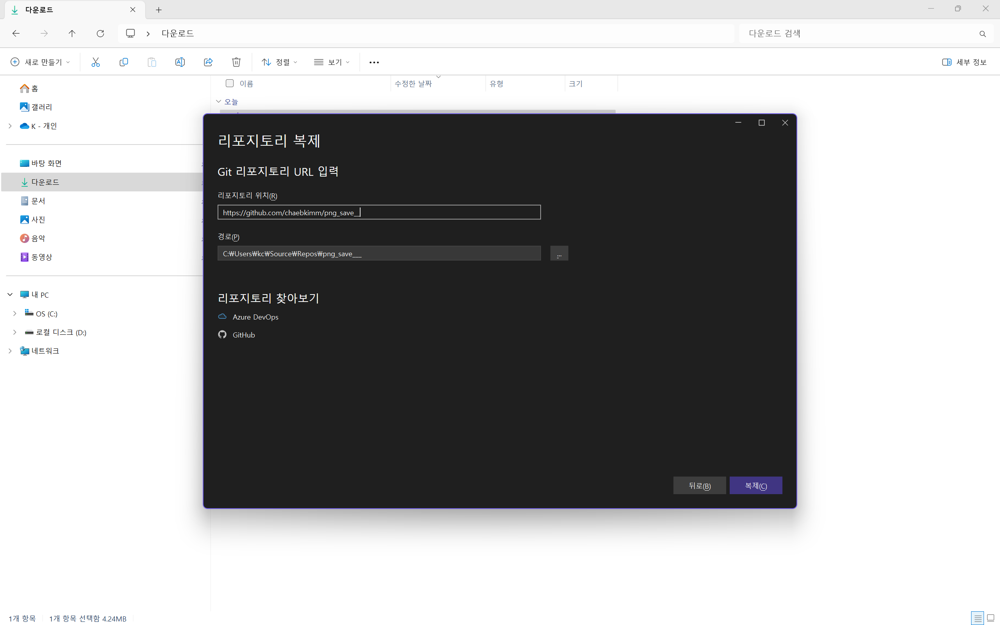 다운로드
다운로드
다운로드 검색
새로 만들기
정렬
보기
세부 정보
이름
수정한 날짜
유형
크기
오늘
홈
갤러리
K - 개인
바탕 화면
다운로드
문서
사진
음악
동영상
내 PC
OS (C:)
로컬 디스크 (D:)
네트워크
리포지토리 복제
Git 리포지토리 URL 입력
리포지토리 위치(R)
https://github.com/chaebkimm/png_save__
경로(P)
C:₩Users₩kc₩Source₩Repos₩png_save__
...
리포지토리 찾아보기
Azure DevOps
GitHub
뒤로(B)
복제(C)
1개 항목
1개 항목 선택함 4.24MB